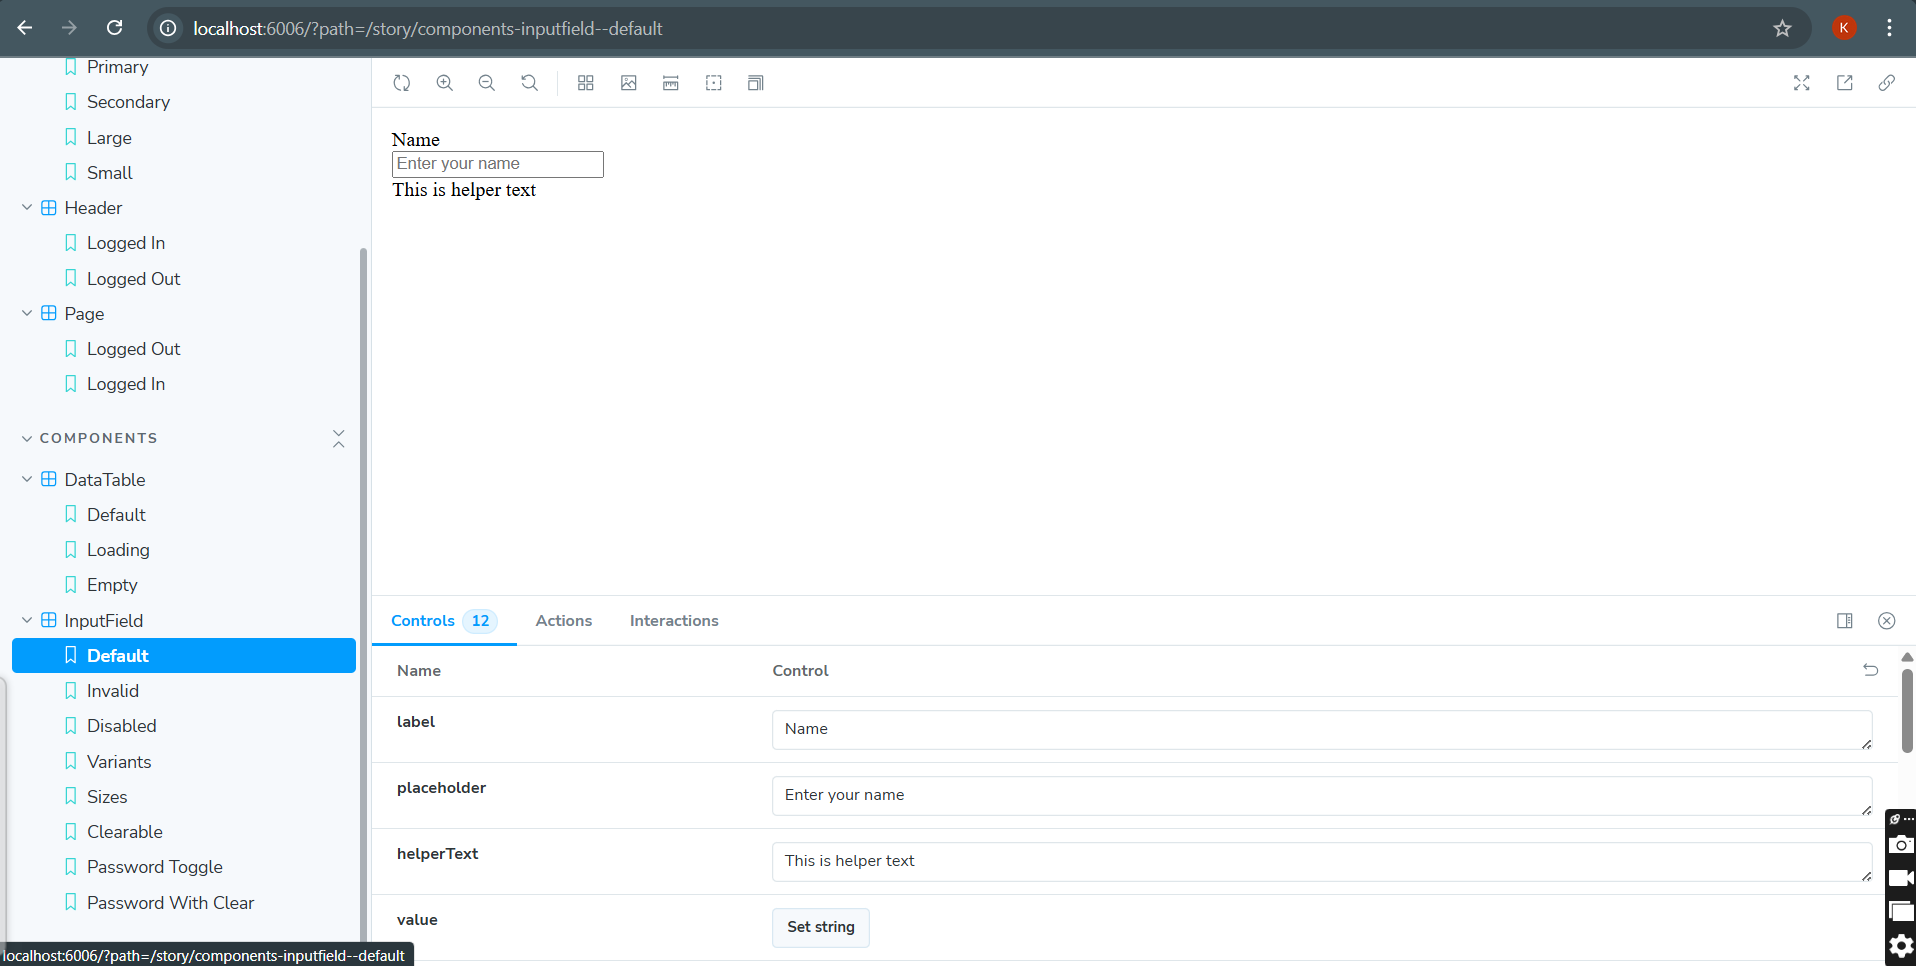 localhost:6006/?path=/story/components-inputfield--default
K
Primary
Secondary
Large
Small
Header
Logged In
Logged Out
Page
Logged Out
Logged In
COMPONENTS
DataTable
Default
Loading
Empty
InputField
Default
Invalid
Disabled
Variants
Sizes
Clearable
Password Toggle
Password With Clear
localhost:6006/?path=/story/components-inputfield--default
Name
Enter your name
This is helper text
Controls 12 Actions Interactions
Name Control
label Name
placeholder Enter your name
helperText This is helper text
value Set string